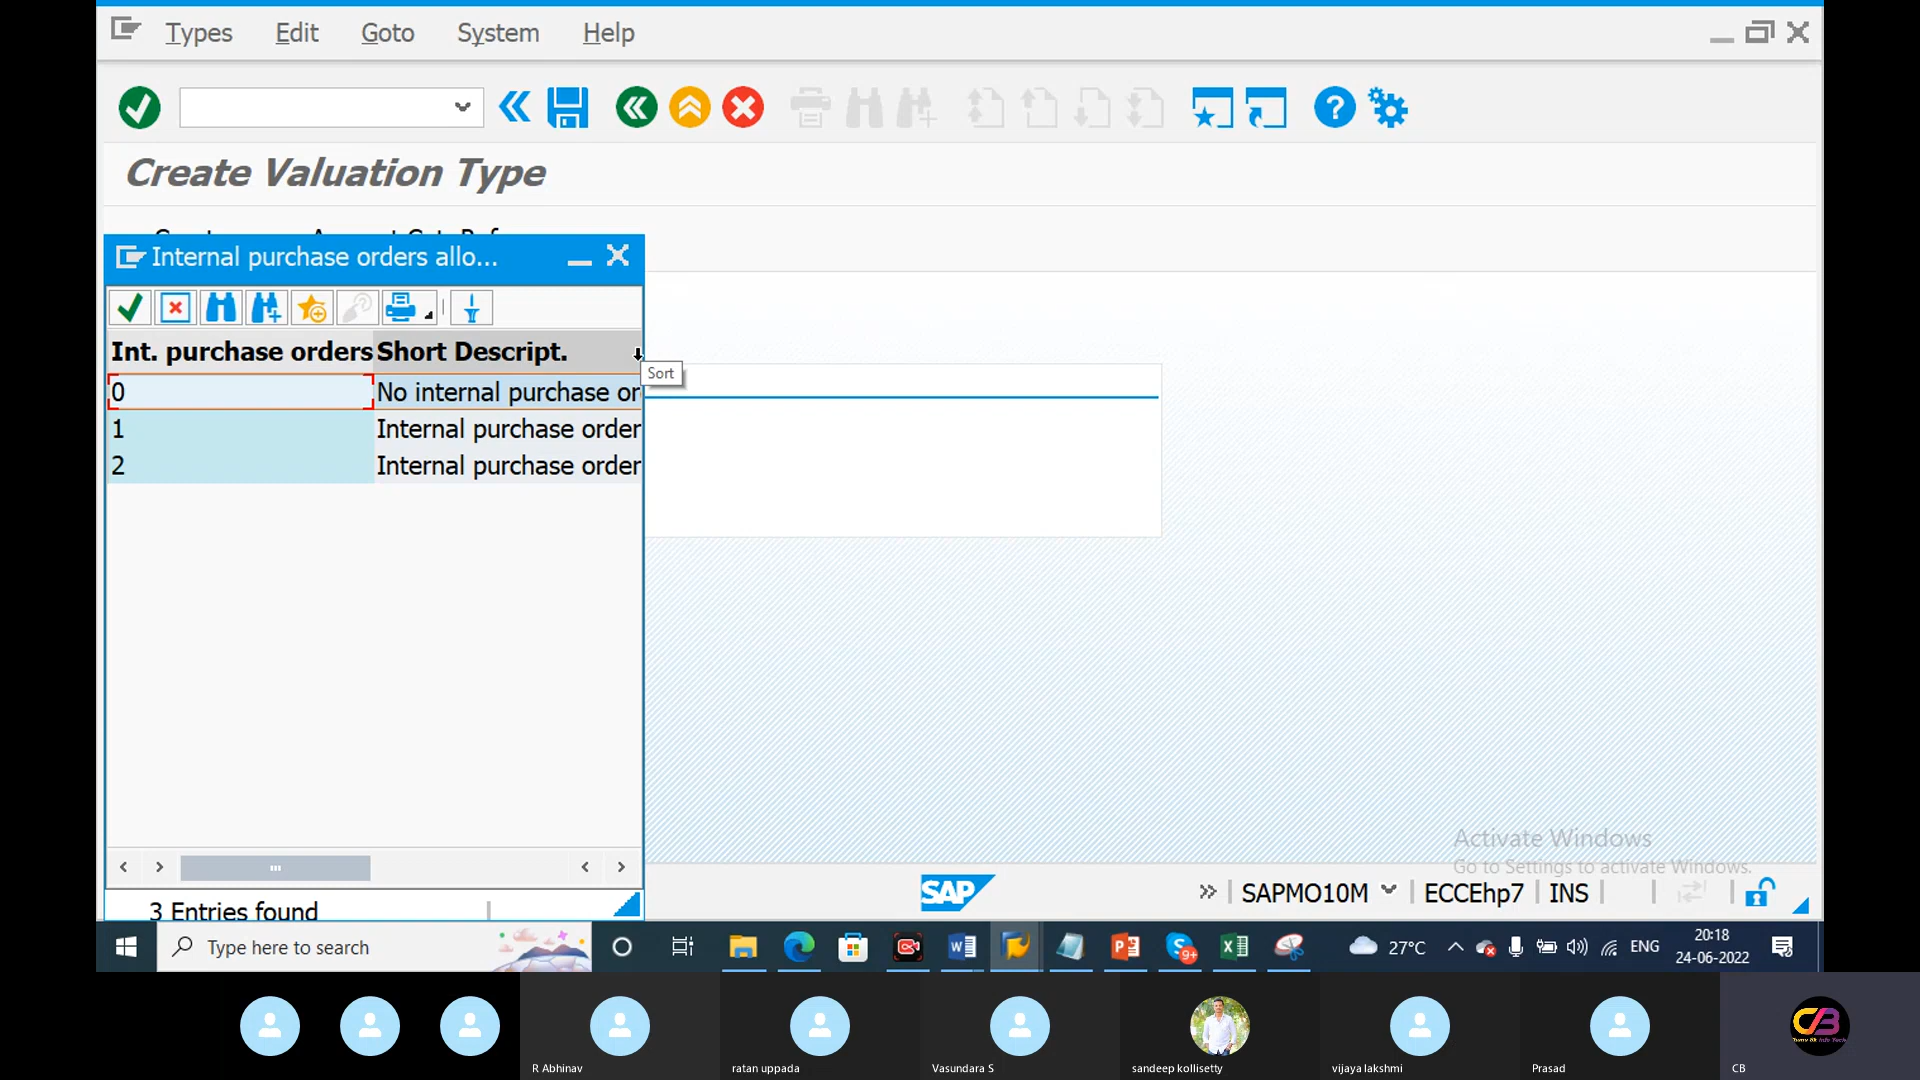 Types Edit Goto System Help
Create Valuation Type
Internal purchase orders allo...
Int. purchase orders Short Descript.
Sort
0 No internal purchase or
1 Internal purchase order
2 Internal purchase order
3 Entries found
Activate Windows
Go to Settings to activate Windows.
SAP
SAPMO10M ECCEhp7 INS
Type here to search
9+
27°C ENG 20:18
24-06-2022
R Abhinav ratan uppada Vasundara S sandeep kollisetty vijaya lakshmi Prasad CB